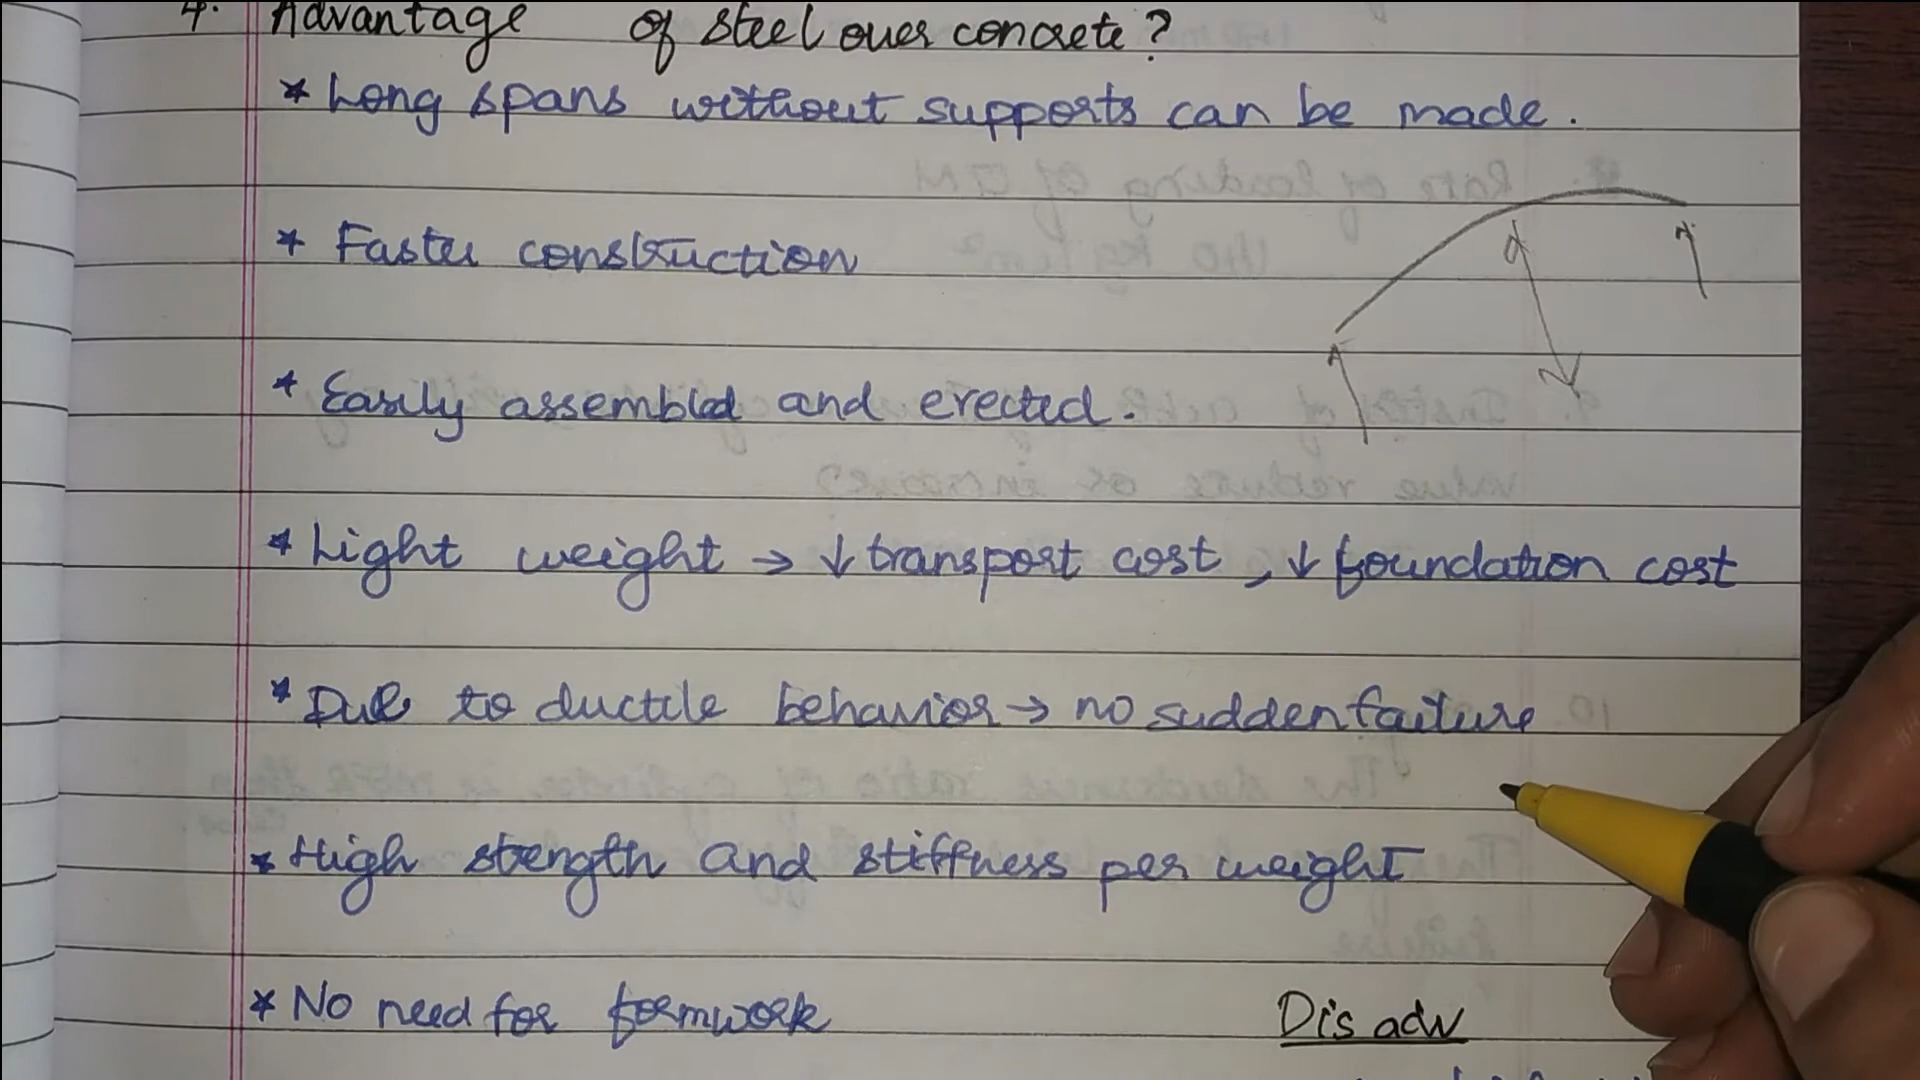 4. Advantage of steel over concrete?
* Long spans without supports can be made.
* Faster construction
* Easily assembled and erected.
* Light weight → ↓ transport cost, ↓ foundation cost
* Due to ductile behavior → no sudden failure
* High strength and stiffness per weight
* No need for formwork
Dis adv